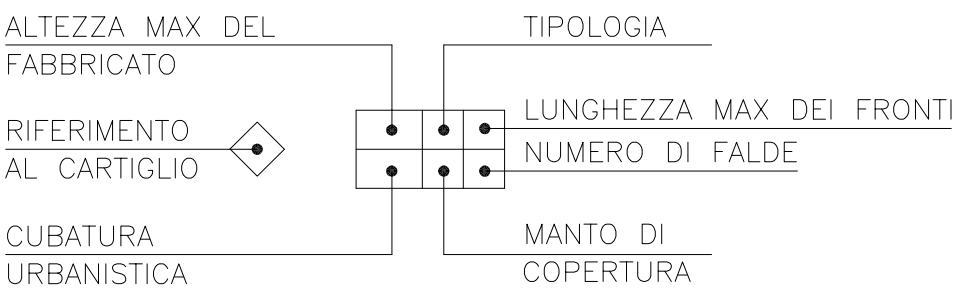 ALTEZZA MAX DEL
FABBRICATO
TIPOLOGIA
LUNGHEZZA MAX DEI FRONTI
RIFERIMENTO
AL CARTIGLIO
NUMERO DI FALDE
CUBATURA
URBANISTICA
MANTO DI
COPERTURA